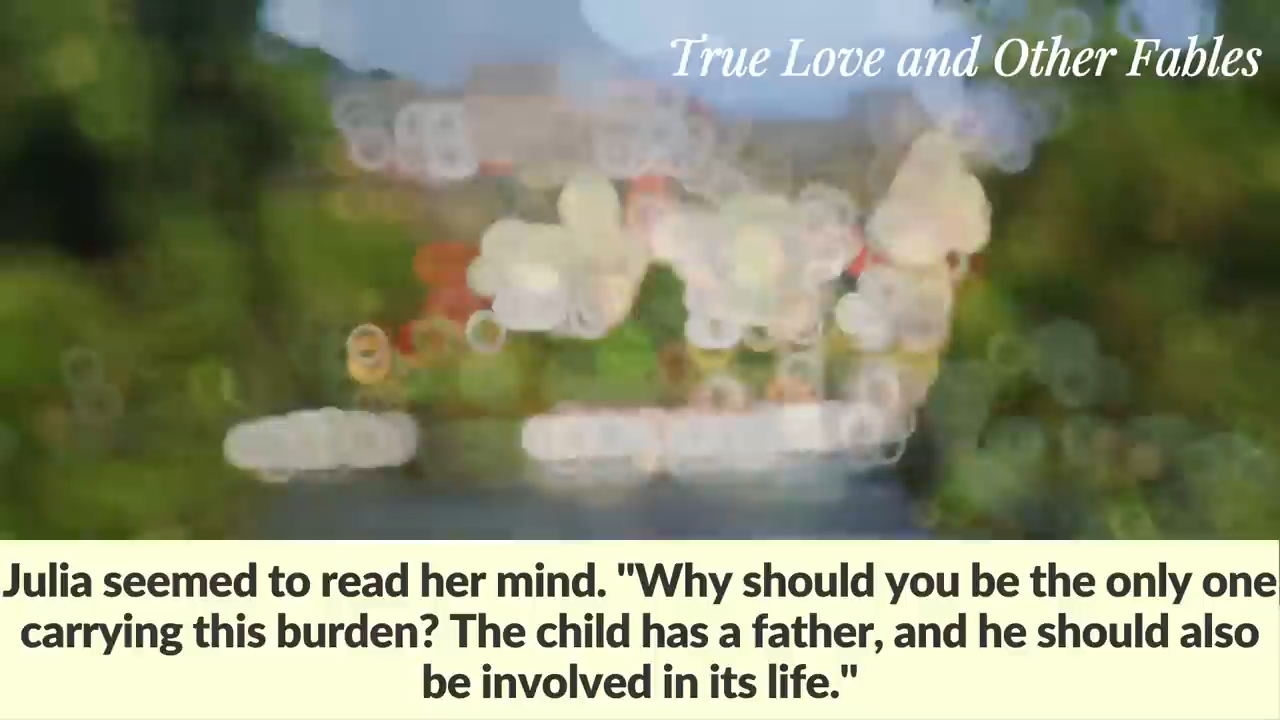 True Love and Other Fables
Julia seemed to read her mind. "Why should you be the only one
carrying this burden? The child has a father, and he should also
be involved in its life."